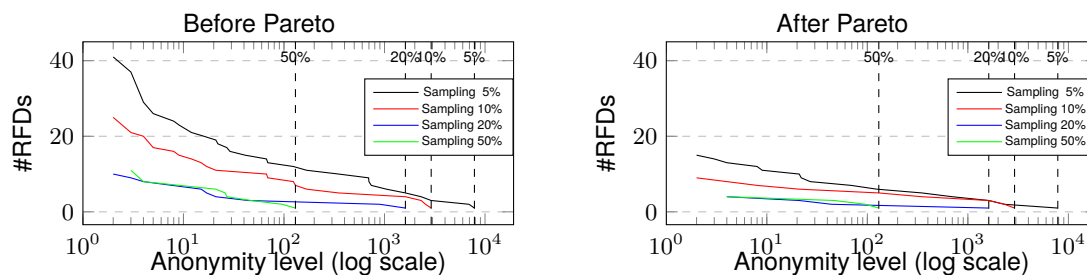 Before Pareto
50%
20%
10%
5%
40
20
0
#RFDs
Sampling 5%
Sampling 10%
Sampling 20%
Sampling 50%
10^0
10^1
10^2
10^3
10^4
Anonymity level (log scale)
After Pareto
50%
20%
10%
5%
40
20
0
#RFDs
Sampling 5%
Sampling 10%
Sampling 20%
Sampling 50%
10^0
10^1
10^2
10^3
10^4
Anonymity level (log scale)